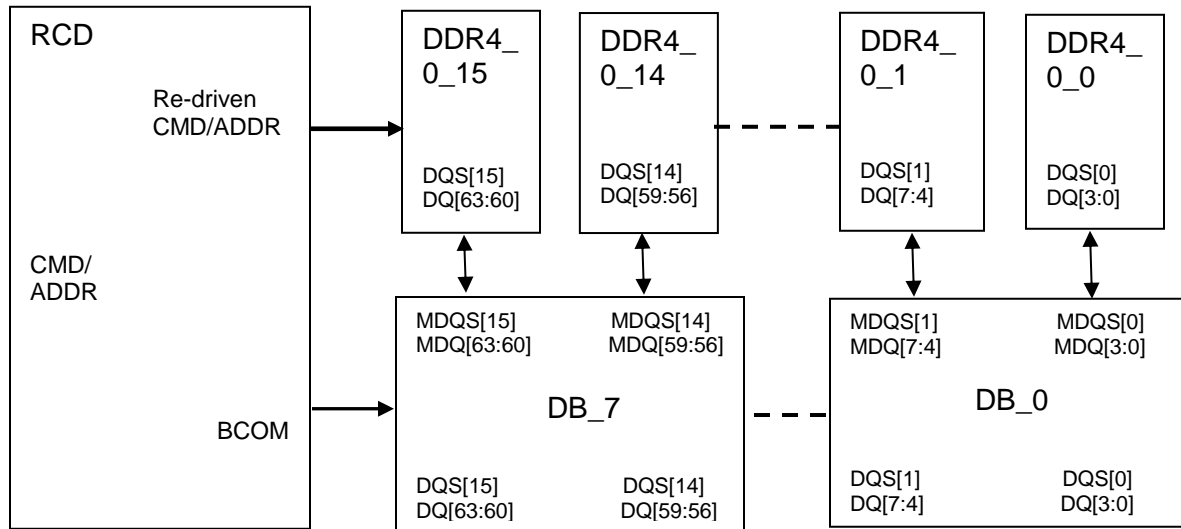 RCD
Re-driven
CMD/ADDR
CMD/
ADDR
BCOM
DDR4_
0_15
DQS[15]
DQ[63:60]
DDR4_
0_14
DQS[14]
DQ[59:56]
DDR4_
0_1
DQS[1]
DQ[7:4]
DDR4_
0_0
DQS[0]
DQ[3:0]
MDQS[15]
MDQ[63:60]
MDQS[14]
MDQ[59:56]
DB_7
DQS[15]
DQ[63:60]
DQS[14]
DQ[59:56]
MDQS[1]
MDQ[7:4]
MDQS[0]
MDQ[3:0]
DB_0
DQS[1]
DQ[7:4]
DQS[0]
DQ[3:0]